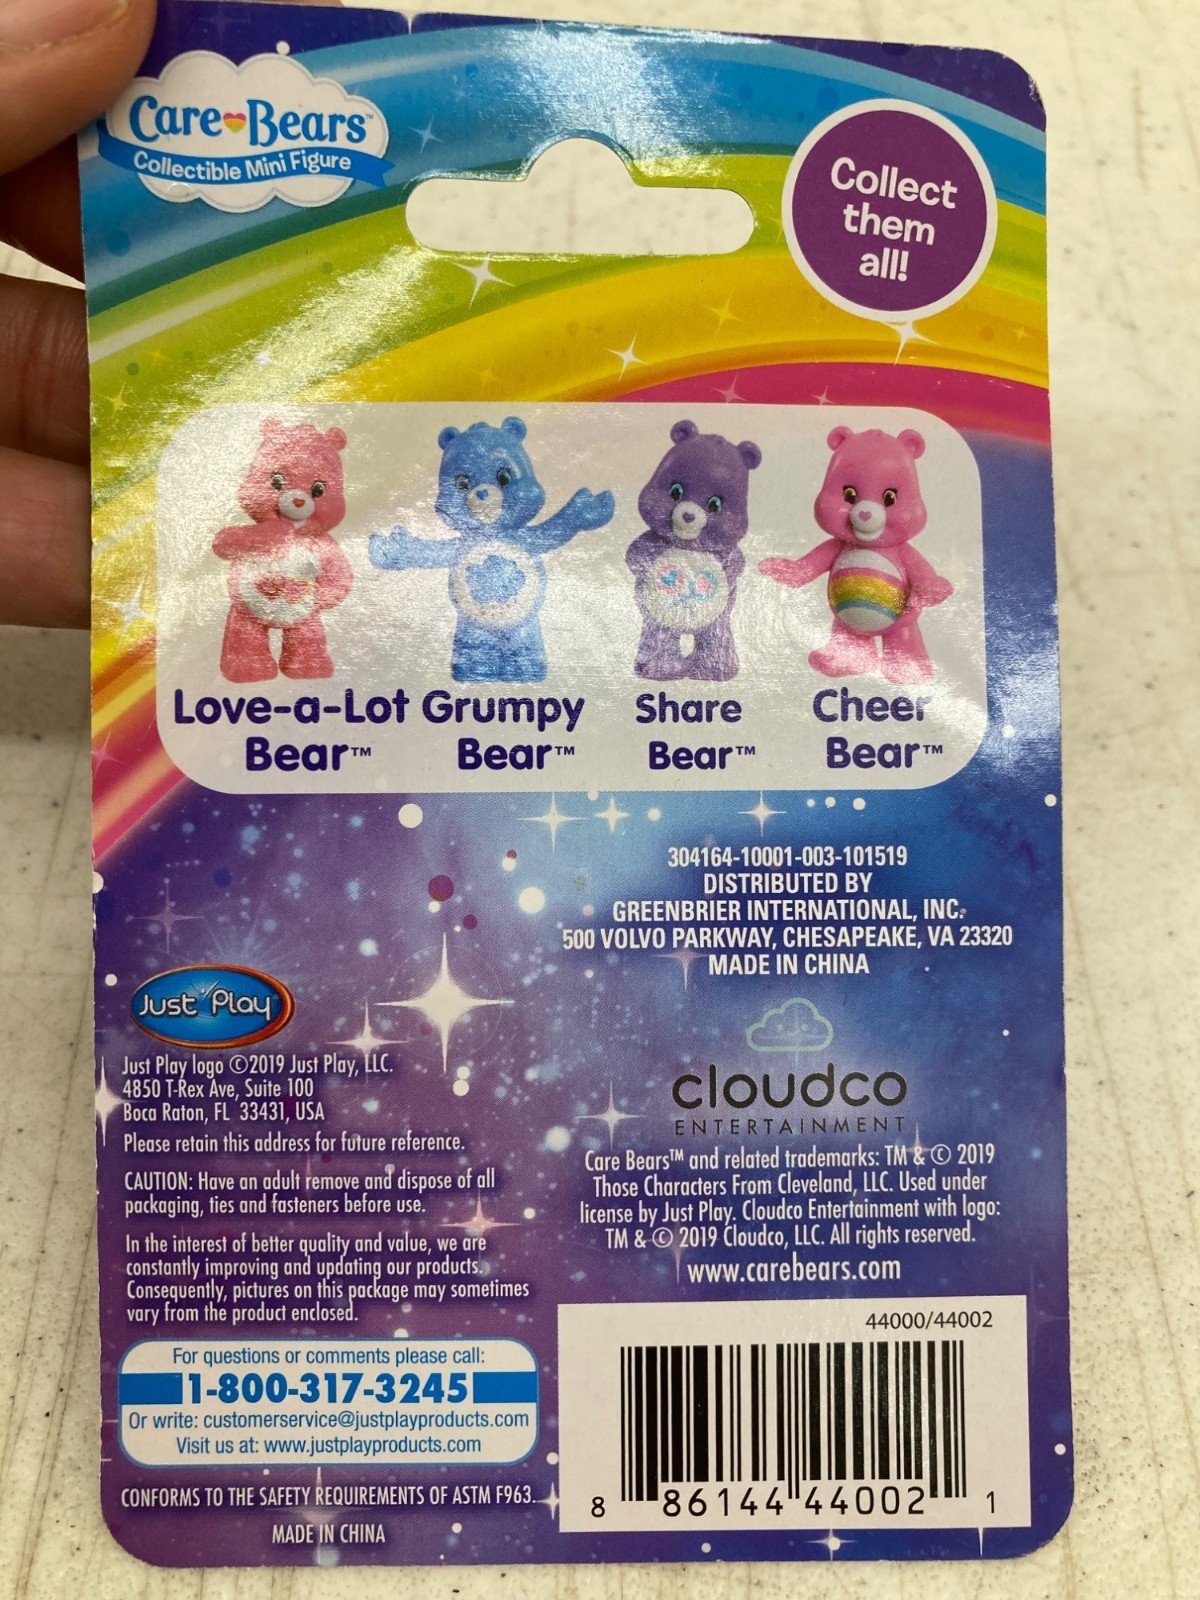 Care Bears™
Collectible Mini Figure
Collect
them
all!
Love-a-Lot
Bear™
Grumpy
Bear™
Share
Bear™
Cheer
Bear™
304164-10001-003-101519
DISTRIBUTED BY
GREENBRIER INTERNATIONAL, INC.
500 VOLVO PARKWAY, CHESAPEAKE, VA 23320
MADE IN CHINA
Just Play
Just Play logo ©2019 Just Play, LLC.
4850 T-Rex Ave, Suite 100
Boca Raton, FL 33431, USA
Please retain this address for future reference.
CAUTION: Have an adult remove and dispose of all
packaging, ties and fasteners before use.
In the interest of better quality and value, we are
constantly improving and updating our products.
Consequently, pictures on this package may sometimes
vary from the product enclosed.
For questions or comments please call:
1-800-317-3245
Or write: customerservice@justplayproducts.com
Visit us at: www.justplayproducts.com
CONFORMS TO THE SAFETY REQUIREMENTS OF ASTM F963.
MADE IN CHINA
cloudco
ENTERTAINMENT
Care Bears™ and related trademarks: TM & © 2019
Those Characters From Cleveland, LLC. Used under
license by Just Play. Cloudco Entertainment with logo:
TM & © 2019 Cloudco, LLC. All rights reserved.
www.carebears.com
44000/44002
8 86144 44002 1